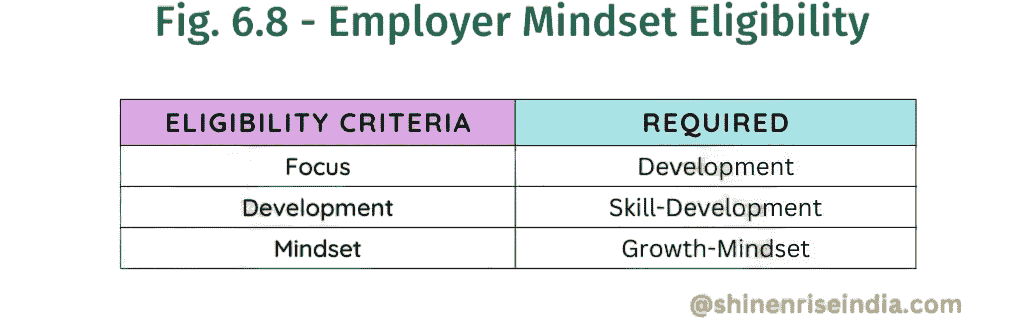 Fig. 6.8 - Employer Mindset Eligibility
ELIGIBILITY CRITERIA REQUIRED
Focus Development
Development Skill-Development
Mindset Growth-Mindset
@shinenriseindia.com